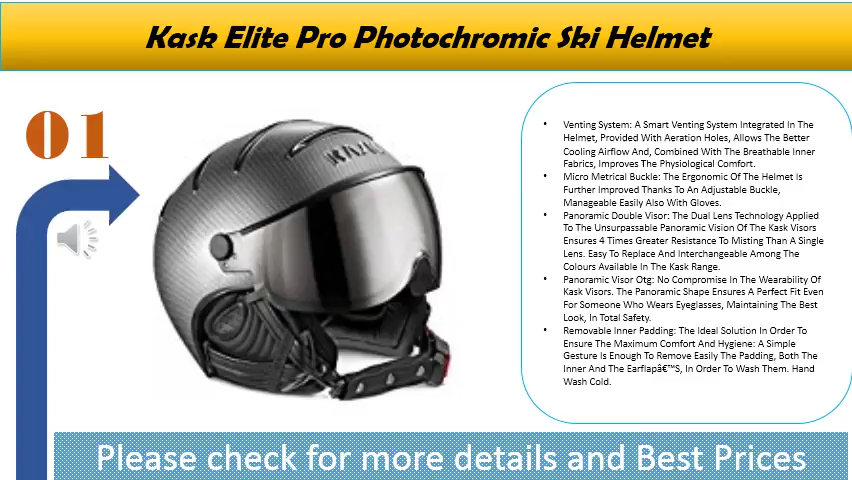 Kask Elite Pro Photochromic Ski Helmet
01
KASK
• Venting System: A Smart Venting System Integrated In The
Helmet, Provided With Aeration Holes, Allows The Better
Cooling Airflow And, Combined With The Breathable Inner
Fabrics, Improves The Physiological Comfort.
• Micro Metrical Buckle: The Ergonomic Of The Helmet Is
Further Improved Thanks To An Adjustable Buckle,
Manageable Easily Also With Gloves.
• Panoramic Double Visor: The Dual Lens Technology Applied
To The Unsurpassable Panoramic Vision Of The Kask Visors
Ensures 4 Times Greater Resistance To Misting Than A Single
Lens. Easy To Replace And Interchangeable Among The
Colours Available In The Kask Range.
• Panoramic Visor Otg: No Compromise In The Wearability Of
Kask Visors. The Panoramic Shape Ensures A Perfect Fit Even
For Someone Who Wears Eyeglasses, Maintaining The Best
Look, In Total Safety.
• Removable Inner Padding: The Ideal Solution In Order To
Ensure The Maximum Comfort And Hygiene: A Simple
Gesture Is Enough To Remove Easily The Padding, Both The
Inner And The Earflapâ€™S, In Order To Wash Them. Hand
Wash Cold.
Please check for more details and Best Prices